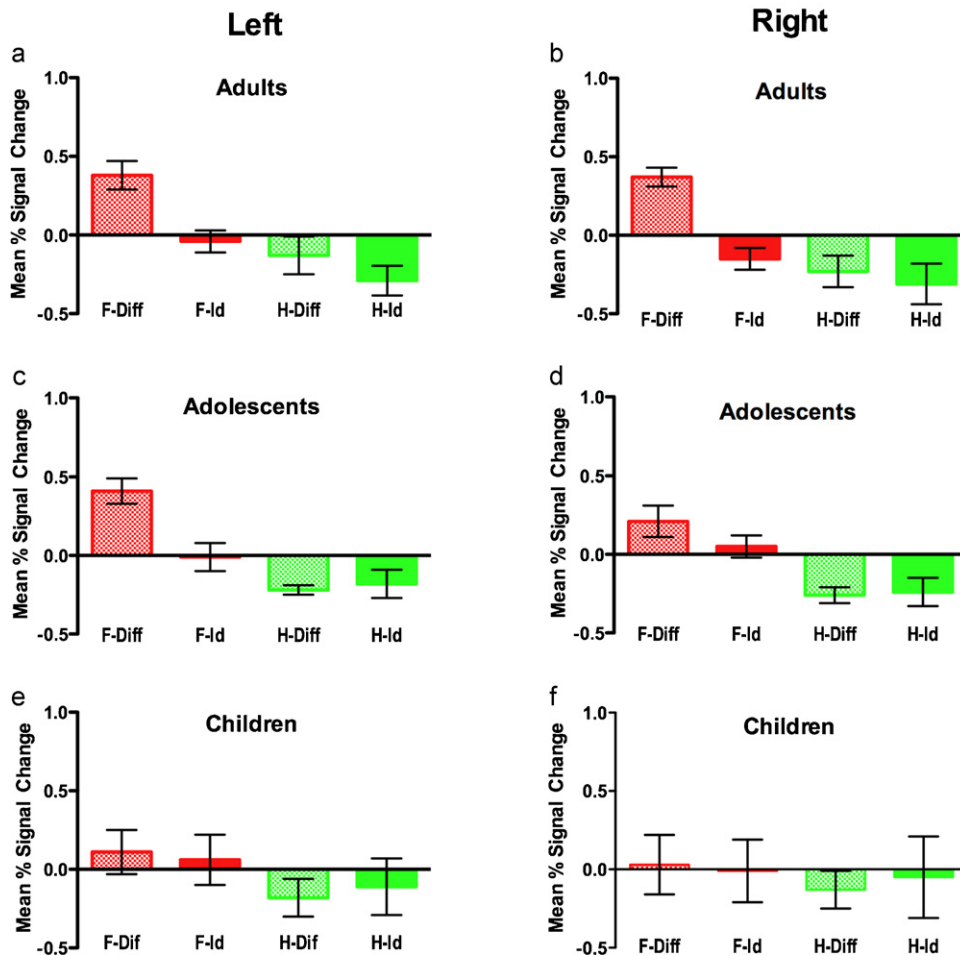 Left
Right
a
Adults
Mean % Signal Change
1.0
0.5
0.0
-0.5
F-Diff F-Id H-Diff H-Id
b
Adults
Mean % Signal Change
1.0
0.5
0.0
-0.5
F-Diff F-Id H-Diff H-Id
c
Adolescents
Mean % Signal Change
1.0
0.5
0.0
-0.5
F-Diff F-Id H-Diff H-Id
d
Adolescents
Mean % Signal Change
1.0
0.5
0.0
-0.5
F-Diff F-Id H-Diff H-Id
e
Children
Mean % Signal Change
1.0
0.5
0.0
-0.5
F-Dif F-Id H-Dif H-Id
f
Children
Mean % Signal Change
1.0
0.5
0.0
-0.5
F-Diff F-Id H-Diff H-Id